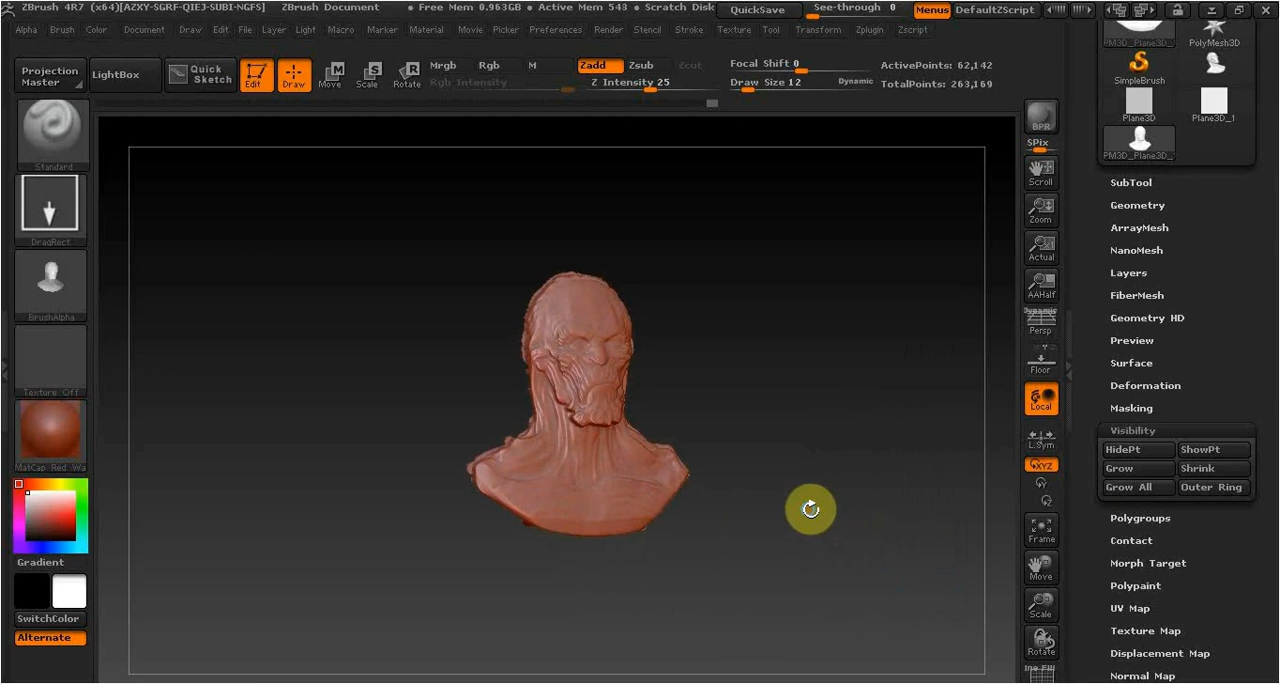 ZBrush 4R7 (x64)[AZXY-SGRF-QIEJ-SUBI-NGFS] ZBrush Document ● Free Mem 0.963GB ● Active Mem 543 ● Scratch Disk QuickSave See-through 0 Menus DefaultZScript
Alpha Brush Color Document Draw Edit File Layer Light Macro Marker Material Movie Picker Preferences Render Stencil Stroke Texture Tool Transform Zplugin Zscript
Projection Master
LightBox
Quick Sketch
Edit
Draw
Move
Scale
Rotate
Mrgb Rgb M
Rgb Intensity
Zadd Zsub Zcut
Z Intensity 25
Focal Shift 0
Draw Size 12 Dynamic
ActivePoints: 62,142
TotalPoints: 263,169
Standard
DragRect
BrushAlpha
Texture Off
MatCap Red Wa
Gradient
SwitchColor
Alternate
BPR
SPix
Scroll
Zoom
Actual
AAHalf
Dynamic
Persp
Floor
Local
L.Sym
XYZ
Y
Z
Frame
Move
Scale
Rotate
Line Fill
PM3D_Plane3D_
PolyMesh3D
SimpleBrush
Plane3D
Plane3D_1
PM3D_Plane3D_
SubTool
Geometry
ArrayMesh
NanoMesh
Layers
FiberMesh
Geometry HD
Preview
Surface
Deformation
Masking
Visibility
HidePt ShowPt
Grow Shrink
Grow All Outer Ring
Polygroups
Contact
Morph Target
Polypaint
UV Map
Texture Map
Displacement Map
Normal Map